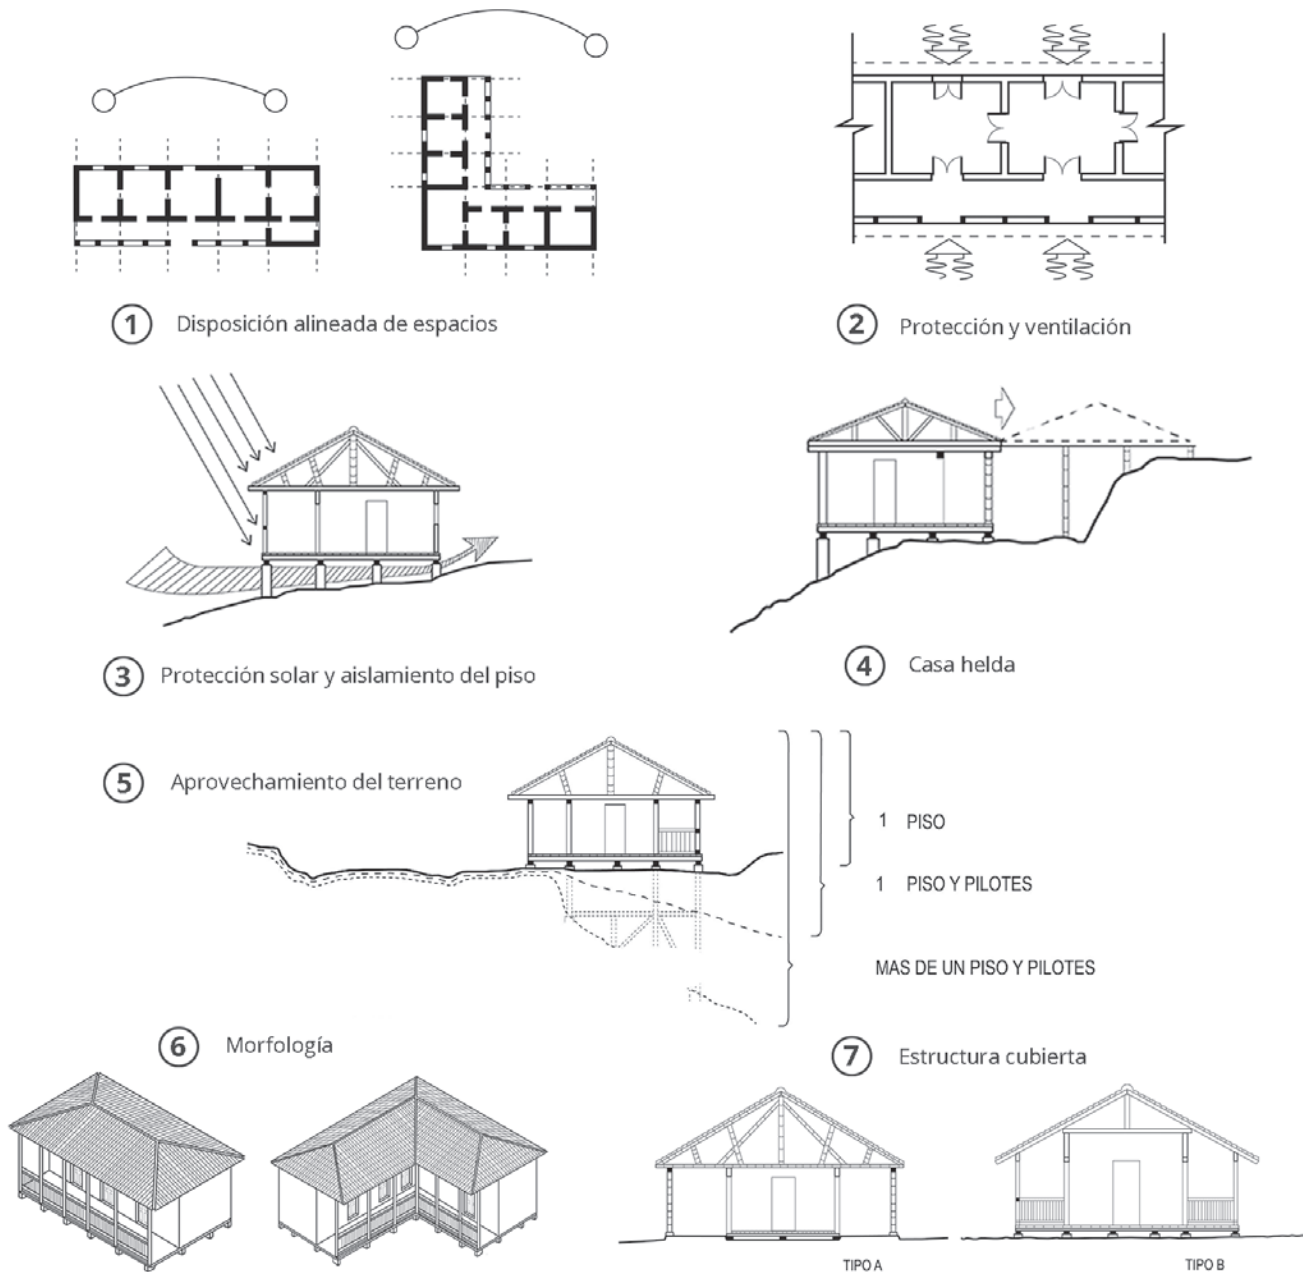 1 Disposición alineada de espacios
2 Protección y ventilación
3 Protección solar y aislamiento del piso
4 Casa helda
5 Aprovechamiento del terreno
1 PISO
1 PISO Y PILOTES
MAS DE UN PISO Y PILOTES
6 Morfología
7 Estructura cubierta
TIPO A
TIPO B